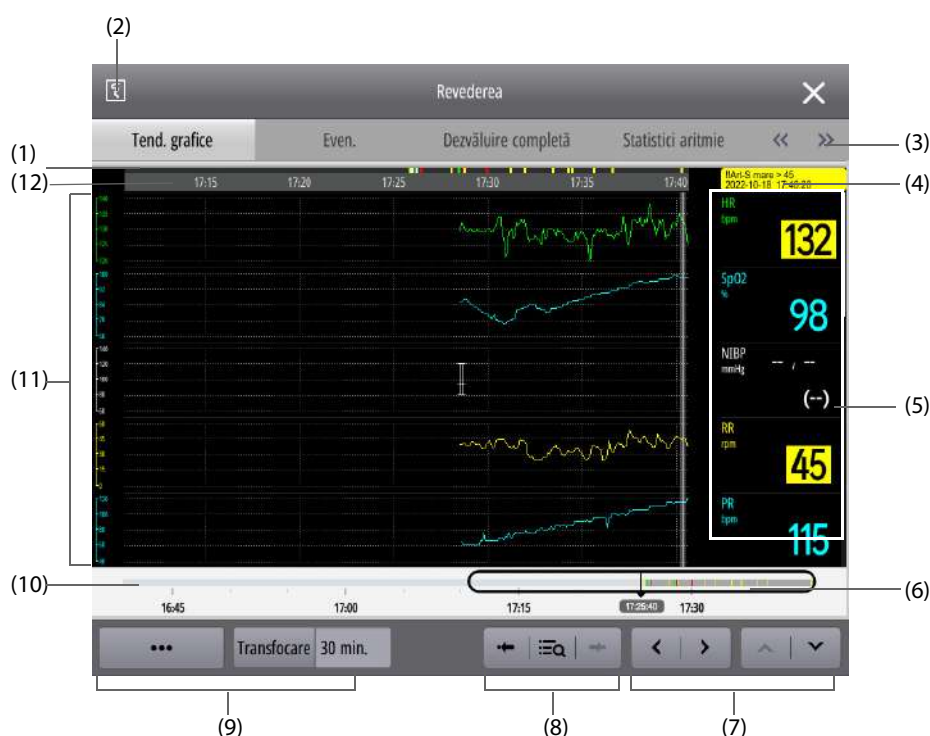 (2)
Revederea
Tend. grafice Even. Dezvăluire completă Statistici aritmie
(3)
(1)
(12)
17:15 17:20 17:25 17:30 17:35 17:40
!!Art-S mare > 45
2022-10-18 17:40:20
(4)
HR
bpm
132
SpO2
%
98
NIBP
mmHg
-- / --
(--)
(5)
(11)
RR
rpm
45
PR
bpm
115
(10)
(6)
16:45 17:00 17:15 17:25:40 17:30
••• Transfocare 30 min.
(9) (8) (7)